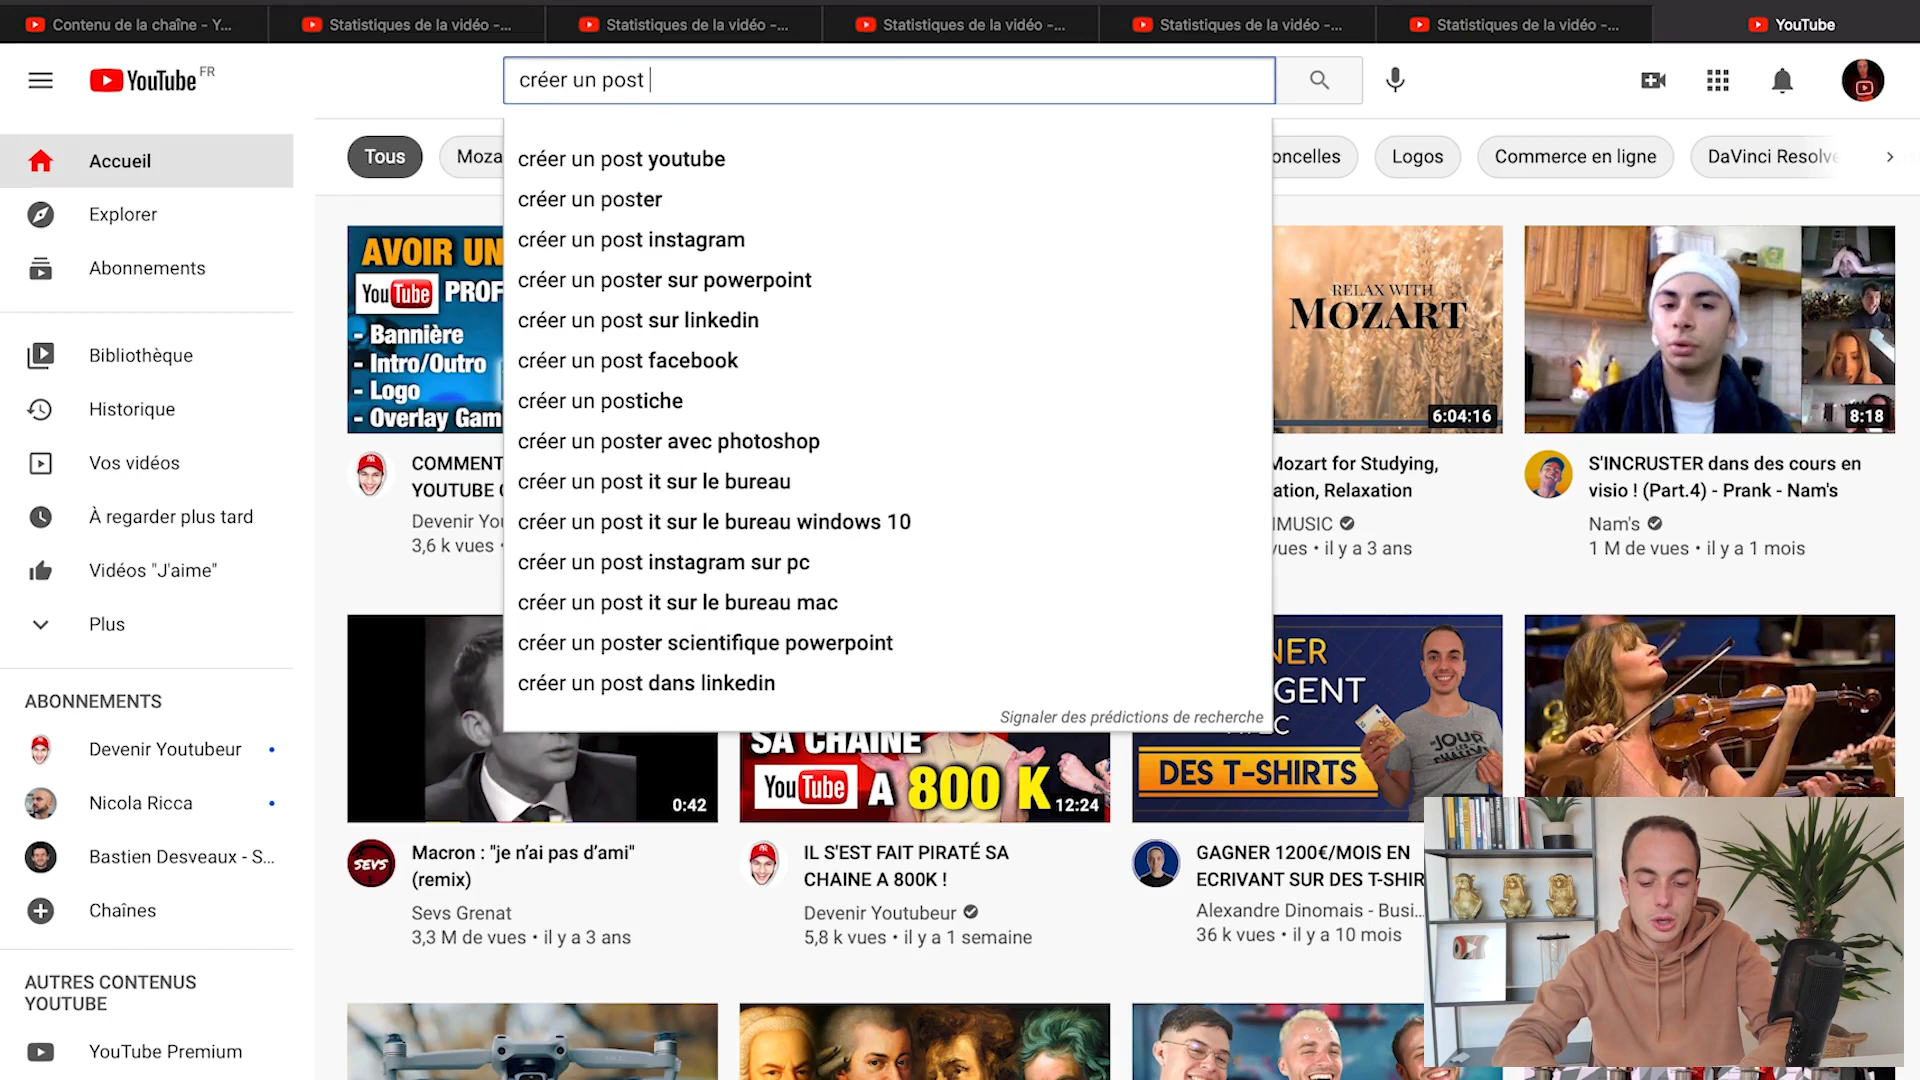 Contenu de la chaîne - Y...
Statistiques de la vidéo -...
Statistiques de la vidéo -...
Statistiques de la vidéo -...
Statistiques de la vidéo -...
Statistiques de la vidéo -...
YouTube
YouTube FR
créer un post
Accueil
Explorer
Abonnements
Bibliothèque
Historique
Vos vidéos
À regarder plus tard
Vidéos "J'aime"
Plus
ABONNEMENTS
Devenir Youtubeur
Nicola Ricca
Bastien Desveaux - S...
Chaînes
AUTRES CONTENUS
YOUTUBE
YouTube Premium
Tous
Moza
oncelles
Logos
Commerce en ligne
DaVinci Resolve
créer un post youtube
créer un poster
créer un post instagram
créer un poster sur powerpoint
créer un post sur linkedin
créer un post facebook
créer un postiche
créer un poster avec photoshop
créer un post it sur le bureau
créer un post it sur le bureau windows 10
créer un post instagram sur pc
créer un post it sur le bureau mac
créer un poster scientifique powerpoint
créer un post dans linkedin
Signaler des prédictions de recherche
AVOIR UN
YouTube PROF
- Bannière
- Intro/Outro
- Logo
- Overlay Gam
COMMENT
YOUTUBE
Devenir You
3,6 k vues •
RELAX WITH
MOZART
6:04:16
Mozart for Studying,
ation, Relaxation
MUSIC
vues • il y a 3 ans
8:18
S'INCRUSTER dans des cours en
visio ! (Part.4) - Prank - Nam's
Nam's
1 M de vues • il y a 1 mois
0:42
SEVS
Macron : "je n’ai pas d’ami"
(remix)
Sevs Grenat
3,3 M de vues • il y a 3 ans
SA CHAINE
YouTube A 800 K
12:24
IL S'EST FAIT PIRATÉ SA
CHAINE A 800K !
Devenir Youtubeur
5,8 k vues • il y a 1 semaine
NER
GENT
EC
DES T-SHIRTS
JOUR
GAGNER 1200€/MOIS EN
ECRIVANT SUR DES T-SHIR
Alexandre Dinomais - Busi...
36 k vues • il y a 10 mois